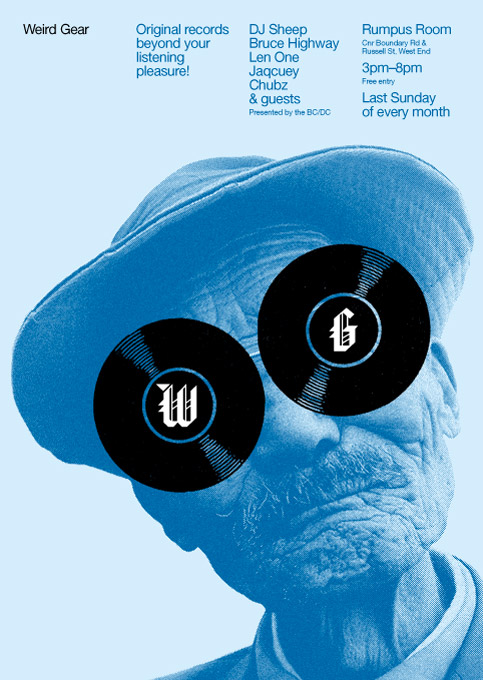 Weird Gear
Original records
beyond your
listening
pleasure!
DJ Sheep
Bruce Highway
Len One
Jaqcuey
Chubz
& guests
Presented by the BC/DC
Rumpus Room
Cnr Boundary Rd &
Russell St, West End
3pm–8pm
Free entry
Last Sunday
of every month
W
G